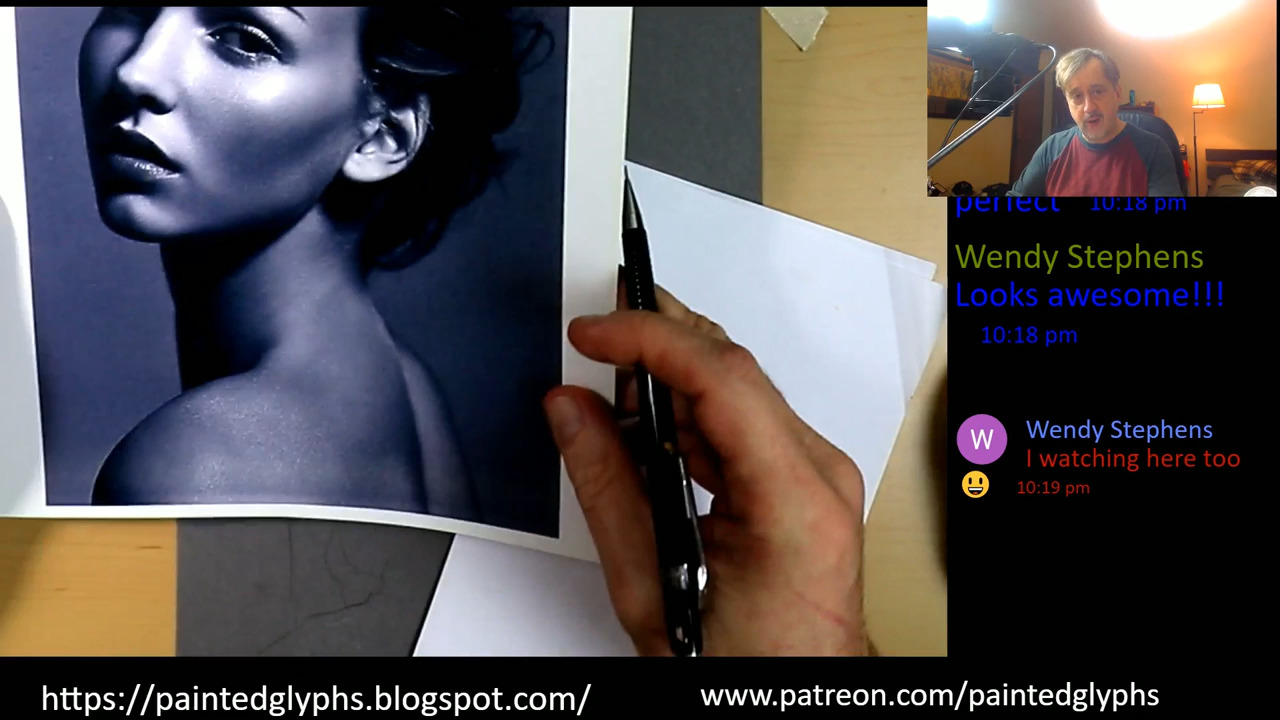 perfect 10:18 pm
Wendy Stephens
Looks awesome!!!
10:18 pm
W
Wendy Stephens
I watching here too
😃 10:19 pm
https://paintedglyphs.blogspot.com/
www.patreon.com/paintedglyphs